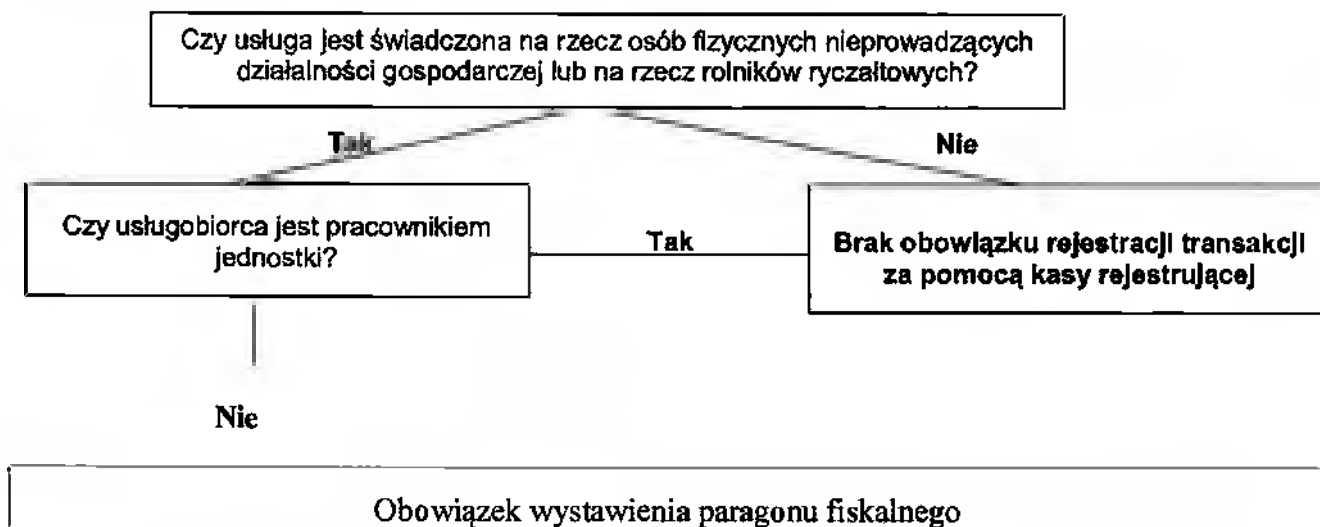 Czy usługa jest świadczona na rzecz osób fizycznych nieprowadzących
działalności gospodarczej lub na rzecz rolników ryczałtowych?
Tak
Nie
Czy usługobiorca jest pracownikiem
jednostki?
Tak
Brak obowiązku rejestracji transakcji
za pomocą kasy rejestrującej
Nie
Obowiązek wystawienia paragonu fiskalnego